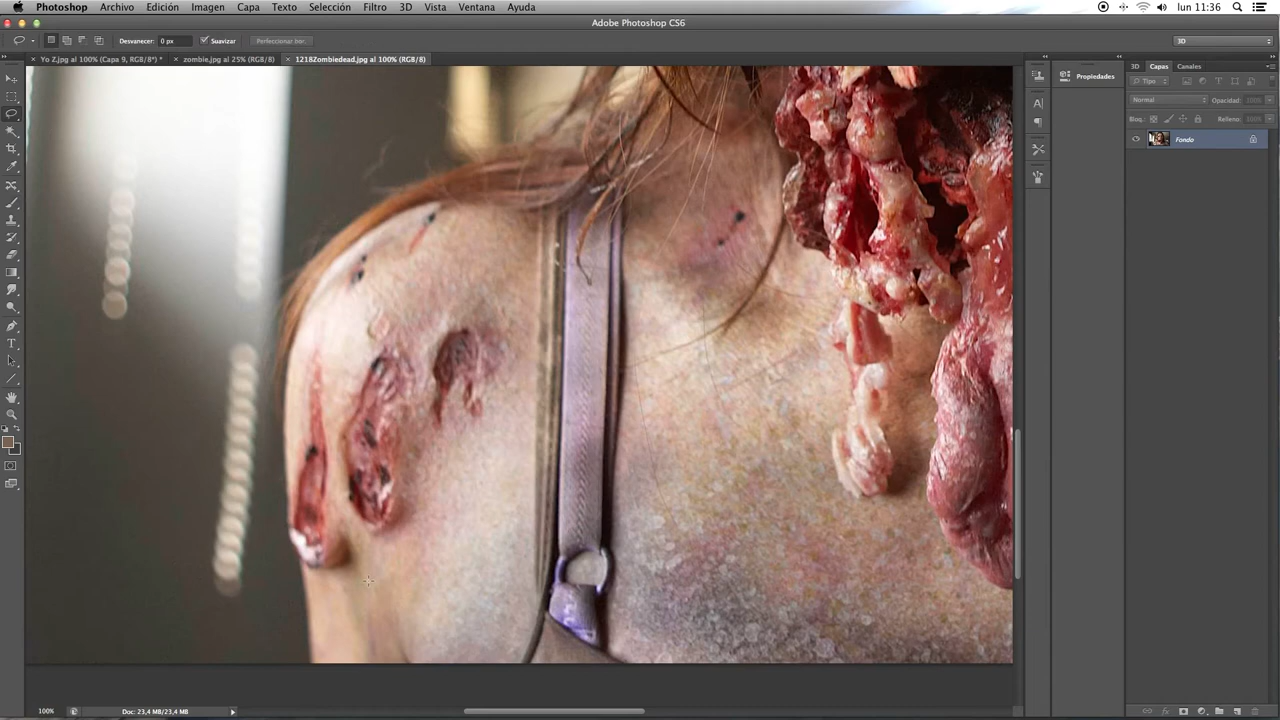 Photoshop Archivo Edición Imagen Capa Texto Selección Filtro 3D Vista Ventana Ayuda lun 11:36
Adobe Photoshop CS6
Desvanecer: 0 px Suavizar Perfeccionar bor... 3D
Yo Z.jpg al 100% (Capa 9, RGB/8*) * zombie.jpg al 25% (RGB/8) 1218Zombiedead.jpg al 100% (RGB/8)
3D Capas Canales
Propiedades
Tipo
Normal Opacidad: 100%
Bloq.: Relleno: 100%
Fondo
100% Doc: 23,4 MB/23,4 MB